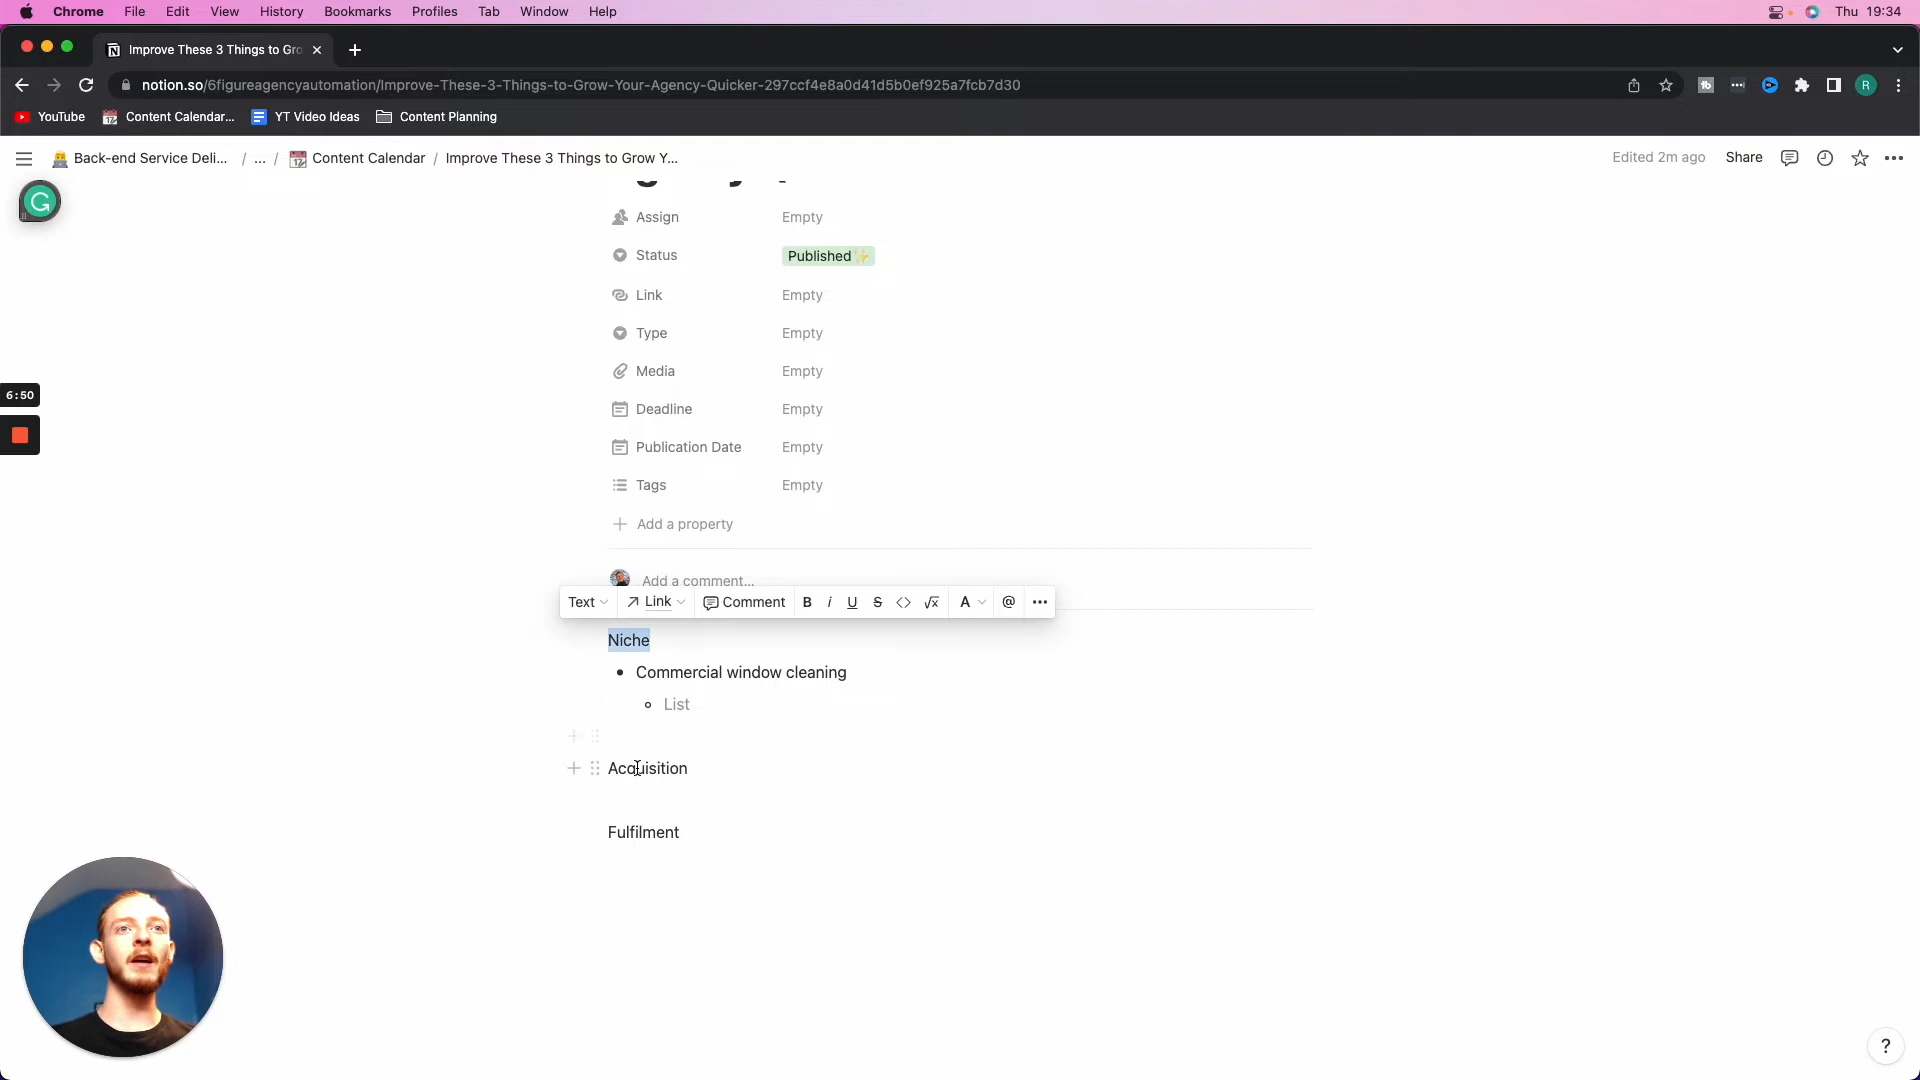 Chrome File Edit View History Bookmarks Profiles Tab Window Help Thu 19:34
Improve These 3 Things to Gro
notion.so/6figureagencyautomation/Improve-These-3-Things-to-Grow-Your-Agency-Quicker-297ccf4e8a0d41d5b0ef925a7fcb7d30
R
YouTube Content Calendar... YT Video Ideas Content Planning
Back-end Service Deli... / ... / Content Calendar / Improve These 3 Things to Grow Y... Edited 2m ago Share
Assign Empty
Status Published✨
Link Empty
Type Empty
Media Empty
6:50
Deadline Empty
Publication Date Empty
Tags Empty
Add a property
Add a comment...
Text Link Comment B i U S <> √x A @ •••
Niche
• Commercial window cleaning
List
Acquisition
Fulfilment
?